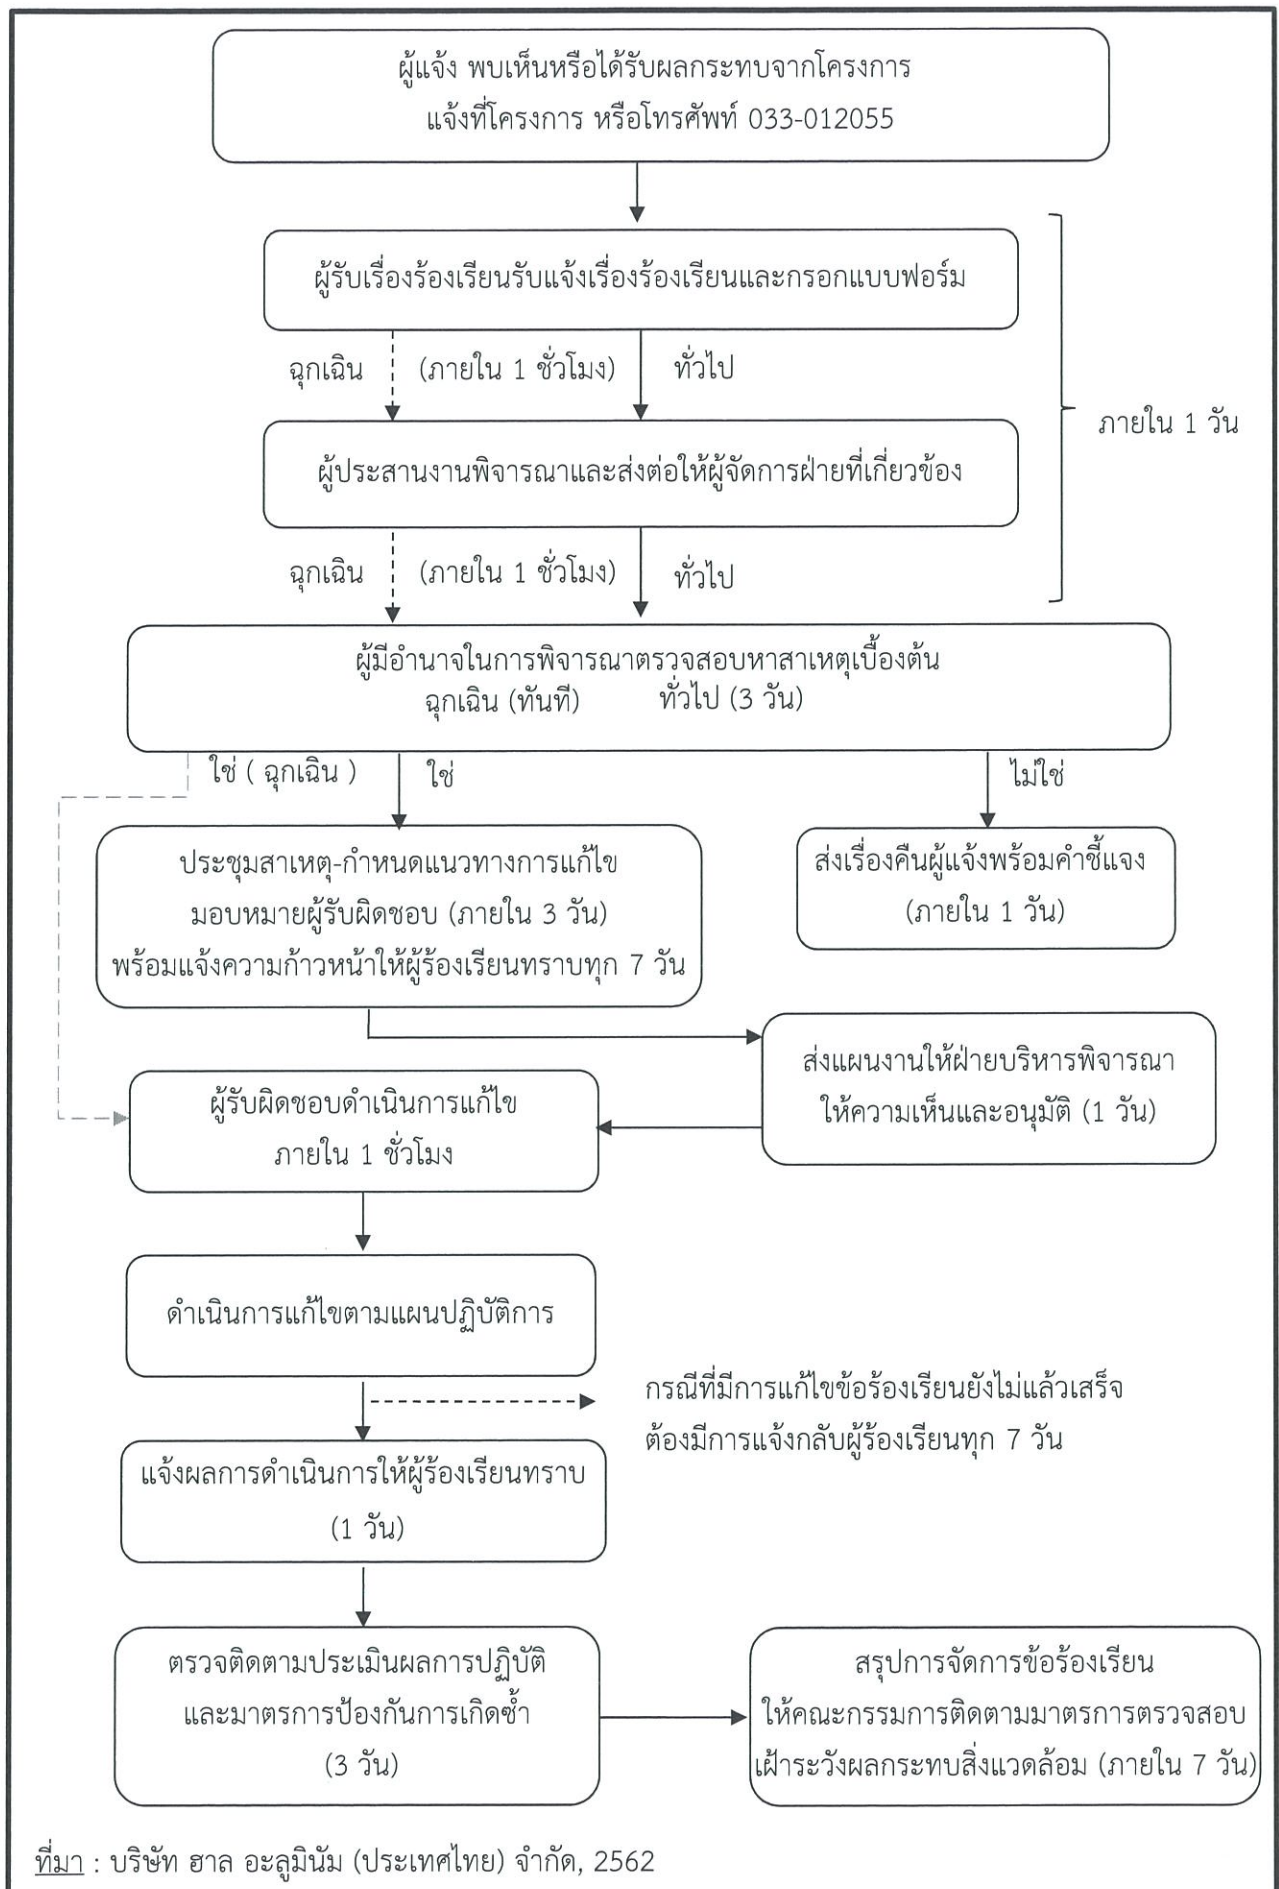 ผู้แจ้ง พบเห็นหรือได้รับผลกระทบจากโครงการ
แจ้งที่โครงการ หรือโทรศัพท์ 033-012055
ผู้รับเรื่องร้องเรียนรับแจ้งเรื่องร้องเรียนและกรอกแบบฟอร์ม
ฉุกเฉิน (ภายใน 1 ชั่วโมง) ทั่วไป
ภายใน 1 วัน
ผู้ประสานงานพิจารณาและส่งต่อให้ผู้จัดการฝ่ายที่เกี่ยวข้อง
ฉุกเฉิน (ภายใน 1 ชั่วโมง) ทั่วไป
ผู้มีอำนาจในการพิจารณาตรวจสอบหาสาเหตุเบื้องต้น
ฉุกเฉิน (ทันที) ทั่วไป (3 วัน)
ใช่ ( ฉุกเฉิน ) ใช่ ไม่ใช่
ประชุมสาเหตุ-กำหนดแนวทางการแก้ไข
มอบหมายผู้รับผิดชอบ (ภายใน 3 วัน)
พร้อมแจ้งความก้าวหน้าให้ผู้ร้องเรียนทราบทุก 7 วัน
ส่งเรื่องคืนผู้แจ้งพร้อมคำชี้แจง
(ภายใน 1 วัน)
ส่งแผนงานให้ฝ่ายบริหารพิจารณา
ให้ความเห็นและอนุมัติ (1 วัน)
ผู้รับผิดชอบดำเนินการแก้ไข
ภายใน 1 ชั่วโมง
ดำเนินการแก้ไขตามแผนปฏิบัติการ
กรณีที่มีการแก้ไขข้อร้องเรียนยังไม่แล้วเสร็จ
ต้องมีการแจ้งกลับผู้ร้องเรียนทุก 7 วัน
แจ้งผลการดำเนินการให้ผู้ร้องเรียนทราบ
(1 วัน)
ตรวจติดตามประเมินผลการปฏิบัติ
และมาตรการป้องกันการเกิดซ้ำ
(3 วัน)
สรุปการจัดการข้อร้องเรียน
ให้คณะกรรมการติดตามมาตรการตรวจสอบ
เฝ้าระวังผลกระทบสิ่งแวดล้อม (ภายใน 7 วัน)
ที่มา : บริษัท ฮาล อะลูมินัม (ประเทศไทย) จำกัด, 2562